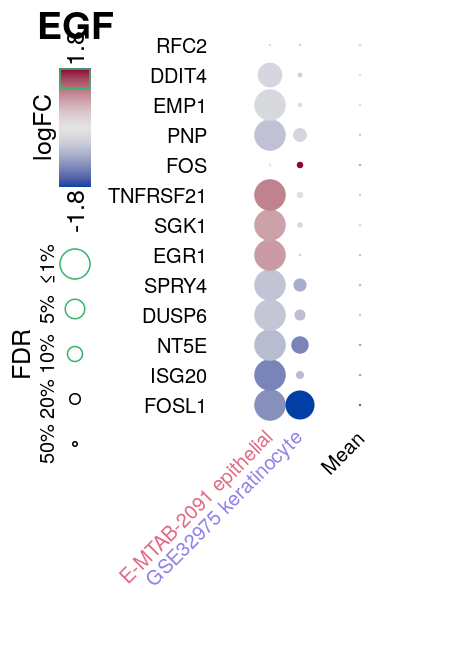 EGF
1.8
logFC
-1.8
FDR
≤1%
5%
10%
20%
50%
RFC2
DDIT4
EMP1
PNP
FOS
TNFRSF21
SGK1
EGR1
SPRY4
DUSP6
NT5E
ISG20
FOSL1
E-MTAB-2091 epithelial
GSE32975 keratinocyte
Mean